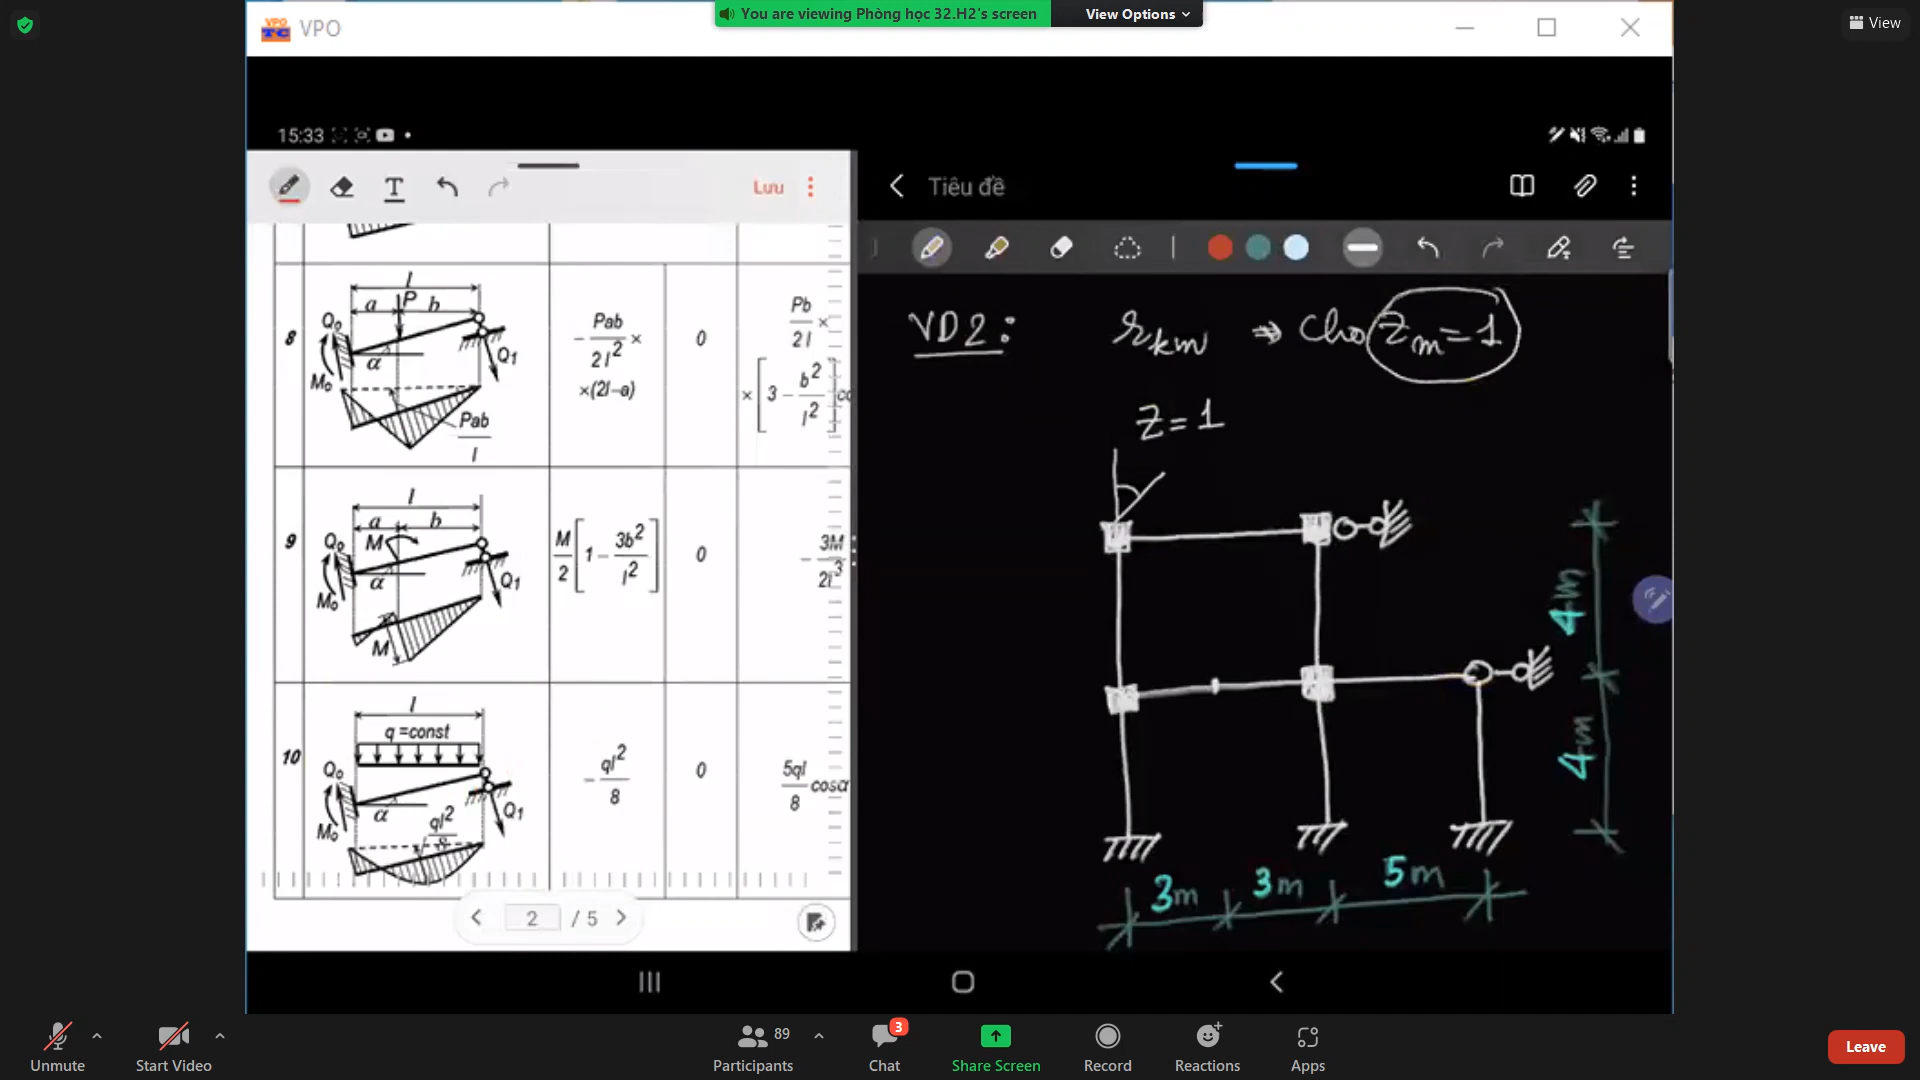 You are viewing Phòng học 32.H2's screen
View Options
View
VPO
TC
VPO
15:33
Lưu
T
Tiêu đề
8
l
a P b
Q₀
α
Q₁
M₀
Pab
l
- Pab / 2l² ×
×(2l–a)
0
Pb / 2l ×
× [ 3 - b² / l² ]
9
l
a b
M
Q₀
α
Q₁
M₀
M
M / 2 [ 1 - 3b² / l² ]
0
- 3M / 2l³
10
l
q =const
Q₀
α
Q₁
M₀
ql²
8
- ql² / 8
0
5ql / 8 cosα
2 / 5
VD2:
r_km ⇒ Cho Z_m = 1
Z = 1
4m
4m
3m 3m 5m
Unmute
Start Video
Participants
89
Chat
3
Share Screen
Record
Reactions
Apps
Leave